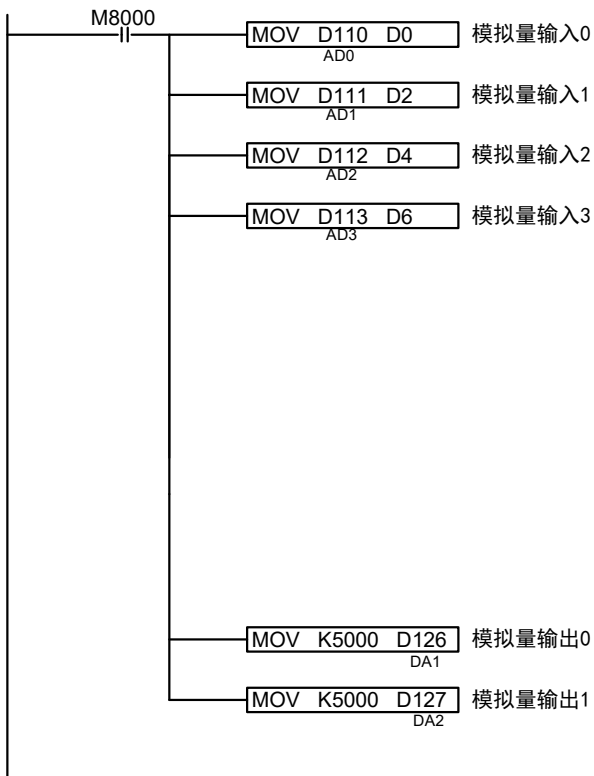 M8000
MOV D110 D0 模拟量输入0
AD0
MOV D111 D2 模拟量输入1
AD1
MOV D112 D4 模拟量输入2
AD2
MOV D113 D6 模拟量输入3
AD3
MOV K5000 D126 模拟量输出0
DA1
MOV K5000 D127 模拟量输出1
DA2